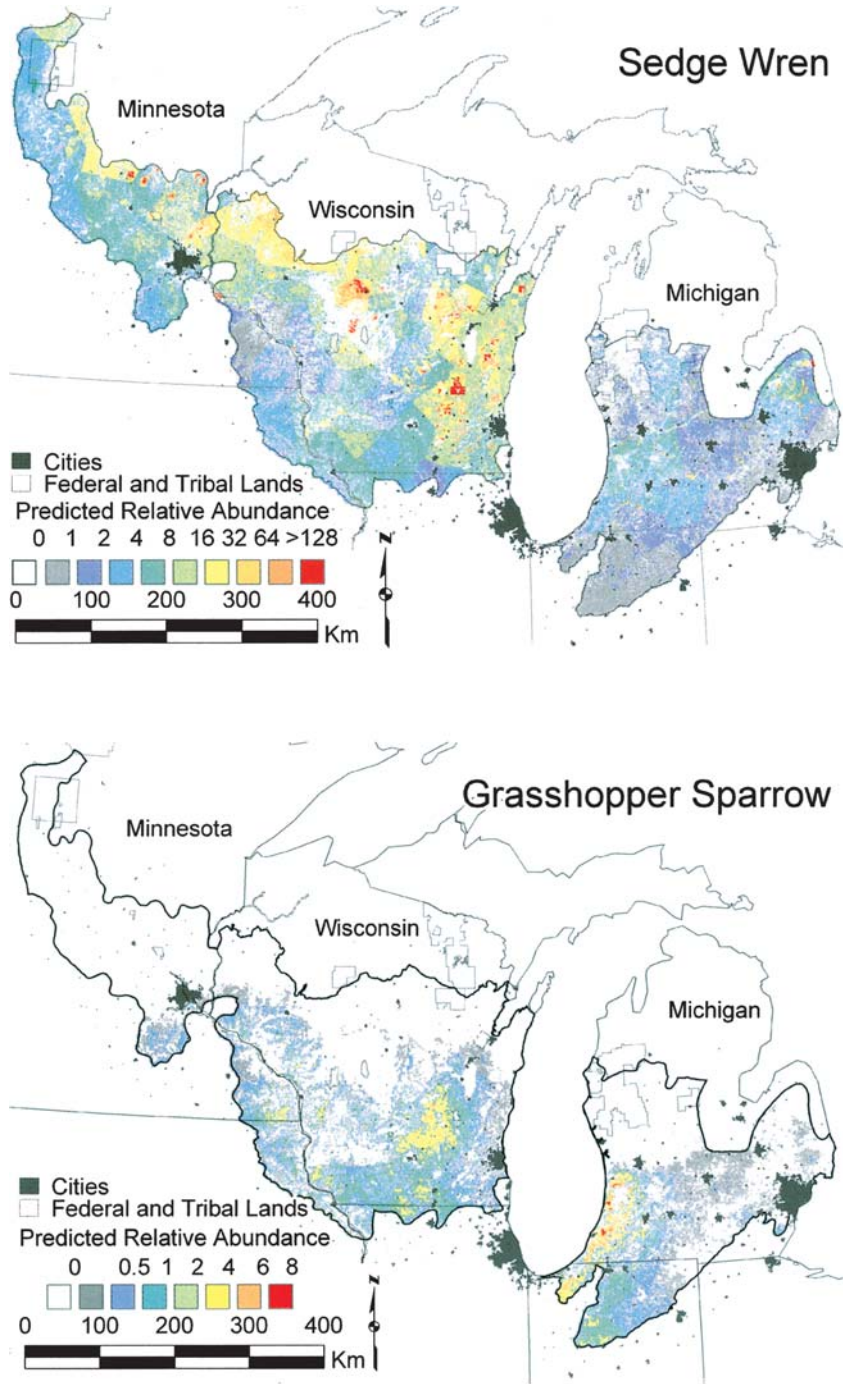 Sedge Wren
Minnesota
Wisconsin
Michigan
Cities
Federal and Tribal Lands
Predicted Relative Abundance
0 1 2 4 8 16 32 64 >128
0 100 200 300 400
Km
N
Grasshopper Sparrow
Minnesota
Wisconsin
Michigan
Cities
Federal and Tribal Lands
Predicted Relative Abundance
0 0.5 1 2 4 6 8
0 100 200 300 400
Km
N